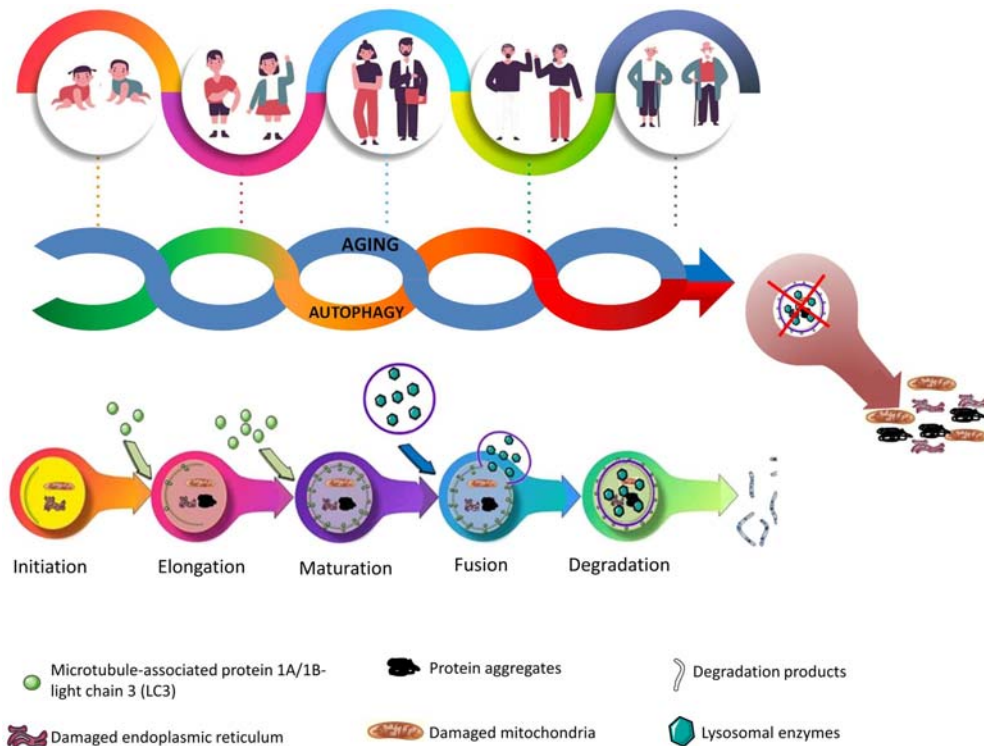 AGING
AUTOPHAGY
Initiation
Elongation
Maturation
Fusion
Degradation
Microtubule-associated protein 1A/1B-
light chain 3 (LC3)
Protein aggregates
Degradation products
Damaged endoplasmic reticulum
Damaged mitochondria
Lysosomal enzymes